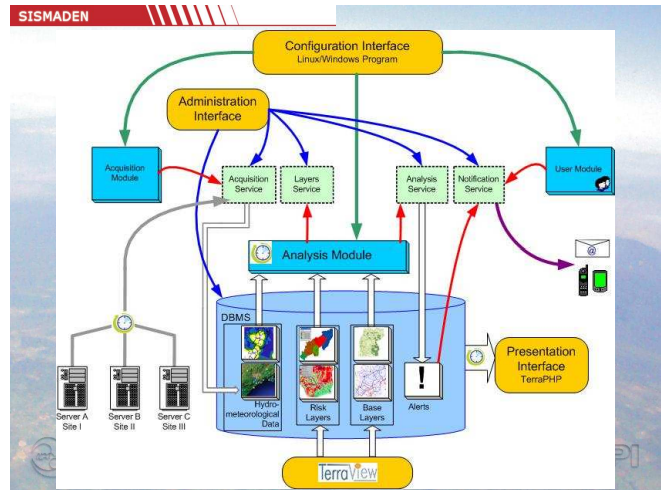 SISMADEN
Configuration Interface
Linux/Windows Program
Administration
Interface
Acquisition
Module
Acquisition
Service
Layers
Service
Analysis
Service
Notification
Service
User Module
@
Analysis Module
DBMS
Server A
Site I
Server B
Site II
Server C
Site III
Hydro-
meteorological
Data
Risk
Layers
Base
Layers
!
Alerts
Presentation
Interface
TerraPHP
TerraView